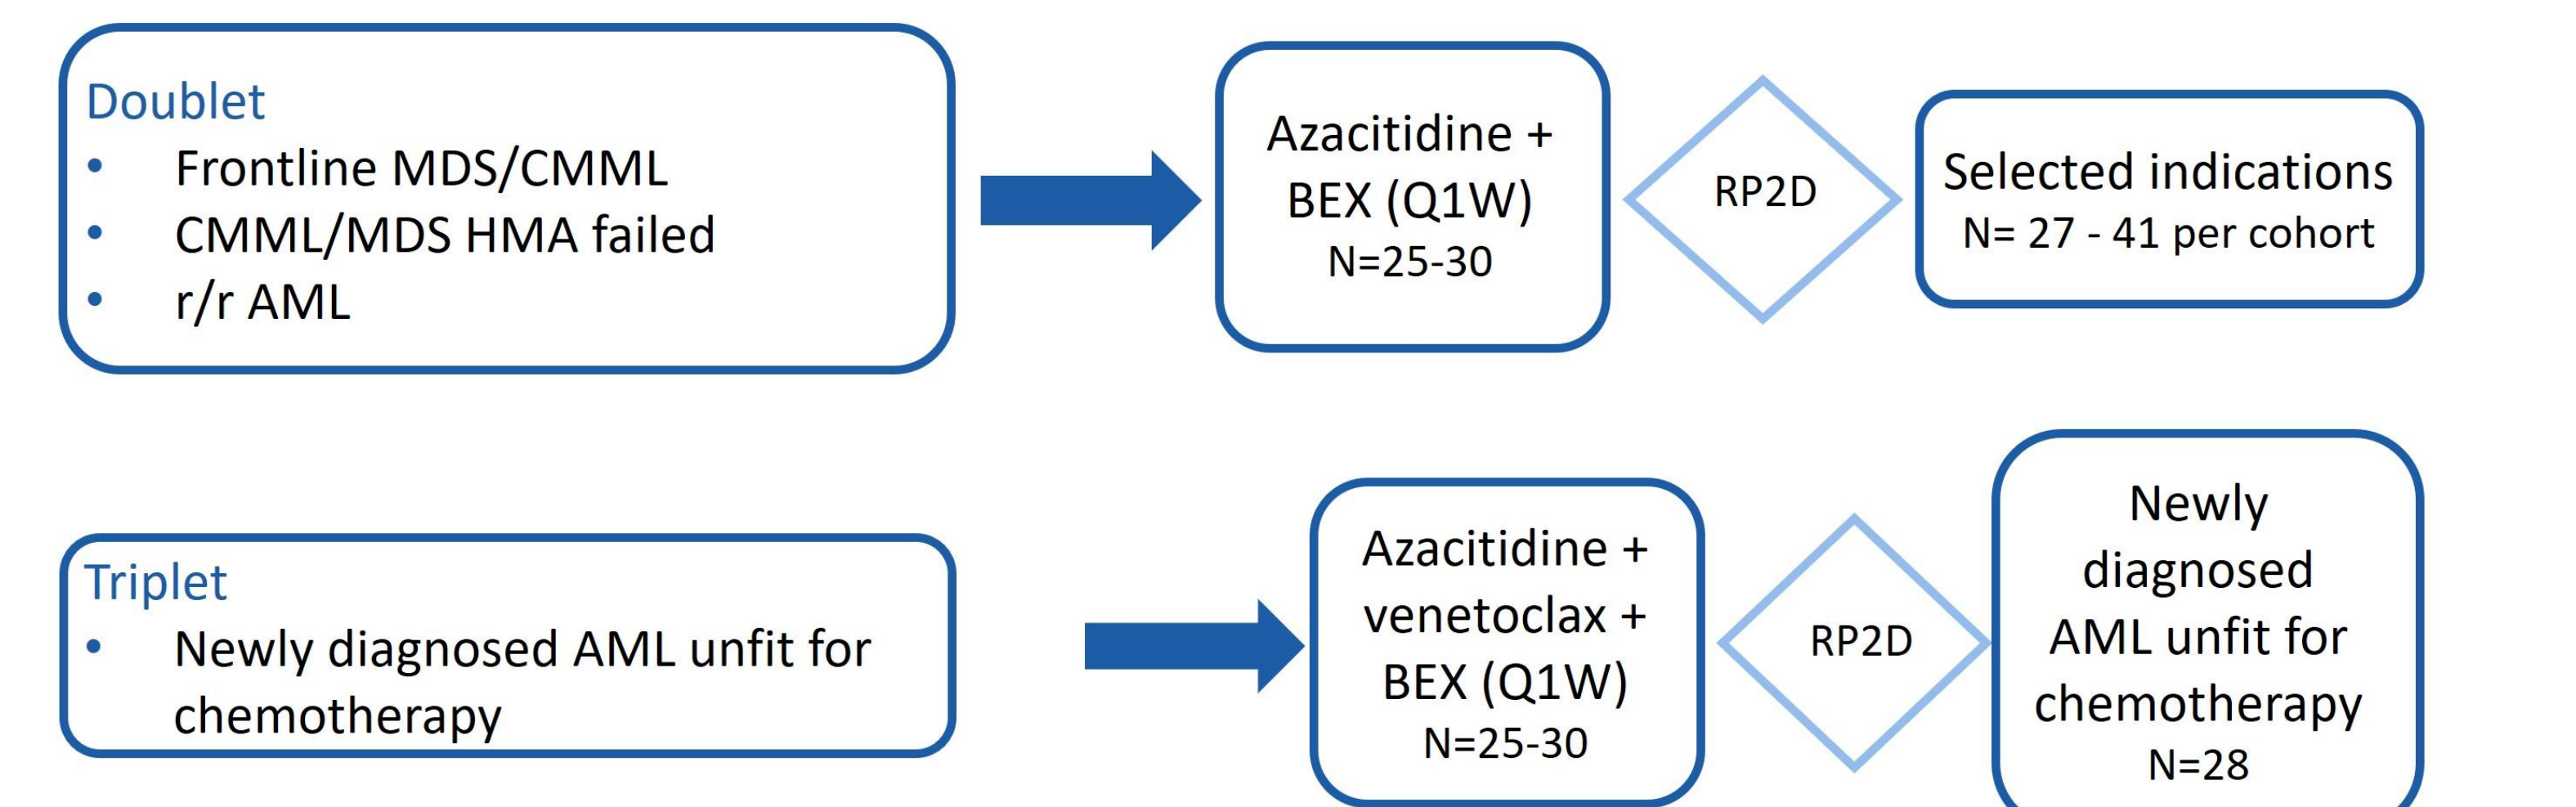 Doublet
• Frontline MDS/CMML
• CMML/MDS HMA failed
• r/r AML
Azacitidine +
BEX (Q1W)
N=25-30
RP2D
Selected indications
N= 27 - 41 per cohort
Triplet
• Newly diagnosed AML unfit for
chemotherapy
Azacitidine +
venetoclax +
BEX (Q1W)
N=25-30
RP2D
Newly
diagnosed
AML unfit for
chemotherapy
N=28